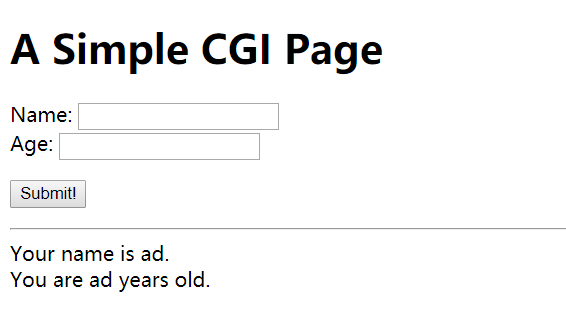 A Simple CGI Page
Name:
Age:
Submit!
Your name is ad.
You are ad years old.